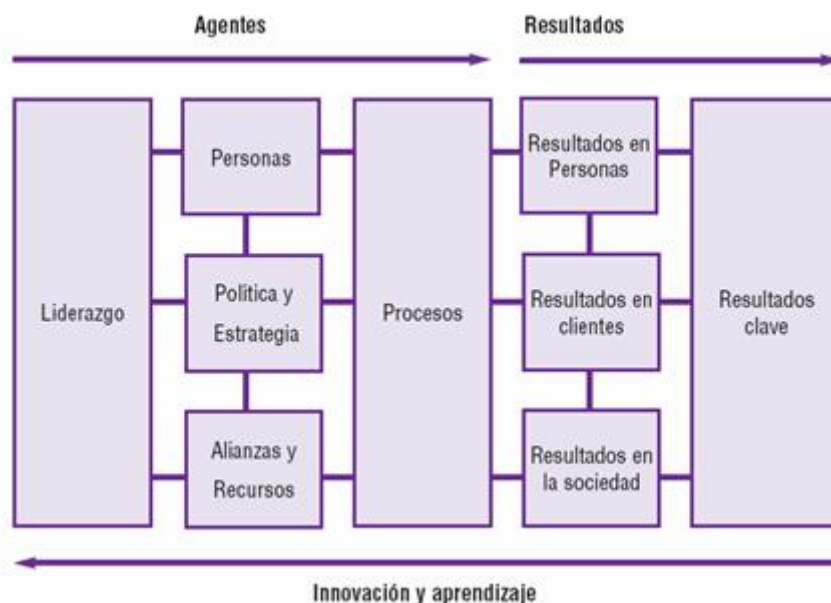 Agentes
Resultados
Liderazgo
Personas
Política y
Estrategia
Alianzas y
Recursos
Procesos
Resultados en
Personas
Resultados en
clientes
Resultados en
la sociedad
Resultados
clave
Innovación y aprendizaje